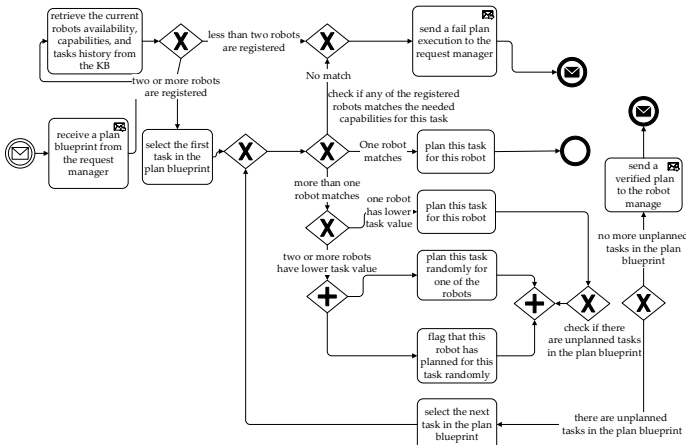 retrieve the current
robots availability,
capabilities, and
tasks history from
the KB
less than two robots
are registered
send a fail plan
execution to the
request manager
two or more robots
are registered
No match
check if any of the registered
robots matches the needed
capabilities for this task
receive a plan
blueprint from
the request
manager
select the first
task in the
plan blueprint
One robot
matches
plan this task
for this robot
send a
verified plan
to the robot
manage
more than one
robot matches
one robot
has lower
task value
plan this task
for this robot
no more unplanned
tasks in the plan
blueprint
two or more robots
have lower task value
plan this task
randomly for
one of the
robots
check if there
are unplanned tasks
in the plan blueprint
flag that this
robot has
planned for this
task randomly
select the next
task in the plan
blueprint
there are unplanned
tasks in the plan blueprint